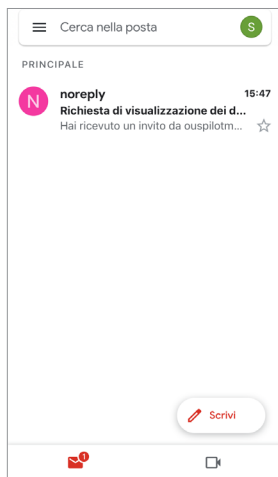 Cerca nella posta
S
PRINCIPALE
N
noreply 15:47
Richiesta di visualizzazione dei d...
Hai ricevuto un invito da ouspilotm...
Scrivi
1